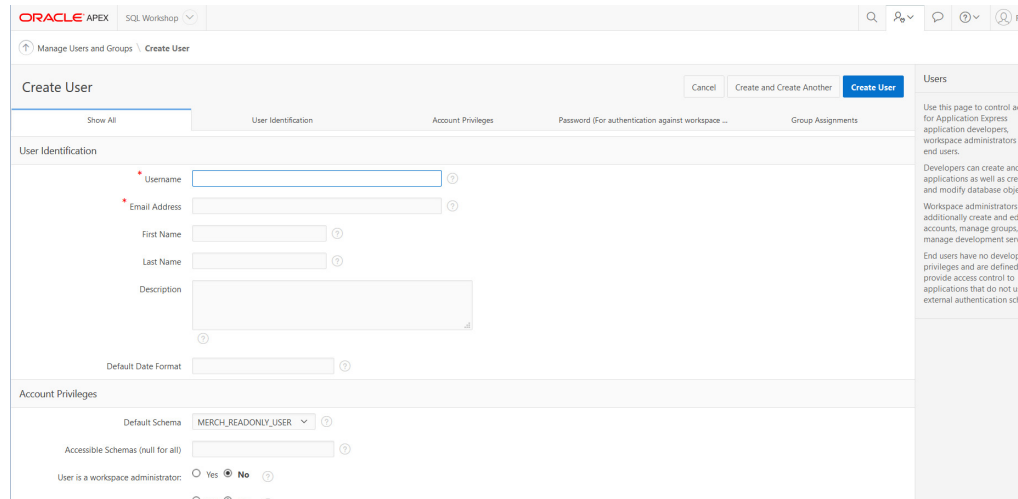 ORACLE APEX SQL Workshop
Manage Users and Groups \ Create User
Create User
Cancel
Create and Create Another
Create User
Show All
User Identification
Account Privileges
Password (For authentication against workspace ...
Group Assignments
User Identification
* Username
* Email Address
First Name
Last Name
Description
Default Date Format
Account Privileges
Default Schema MERCH_READONLY_USER
Accessible Schemas (null for all)
User is a workspace administrator: Yes No
Users
Use this page to control
for Application Express
application developers,
workspace administrators
end users.
Developers can create and
applications as well as
and modify database
Workspace administrators
additionally create and
accounts, manage groups,
manage development
End users have no
privileges and are defined
provide access control to
applications that do not
external authentication